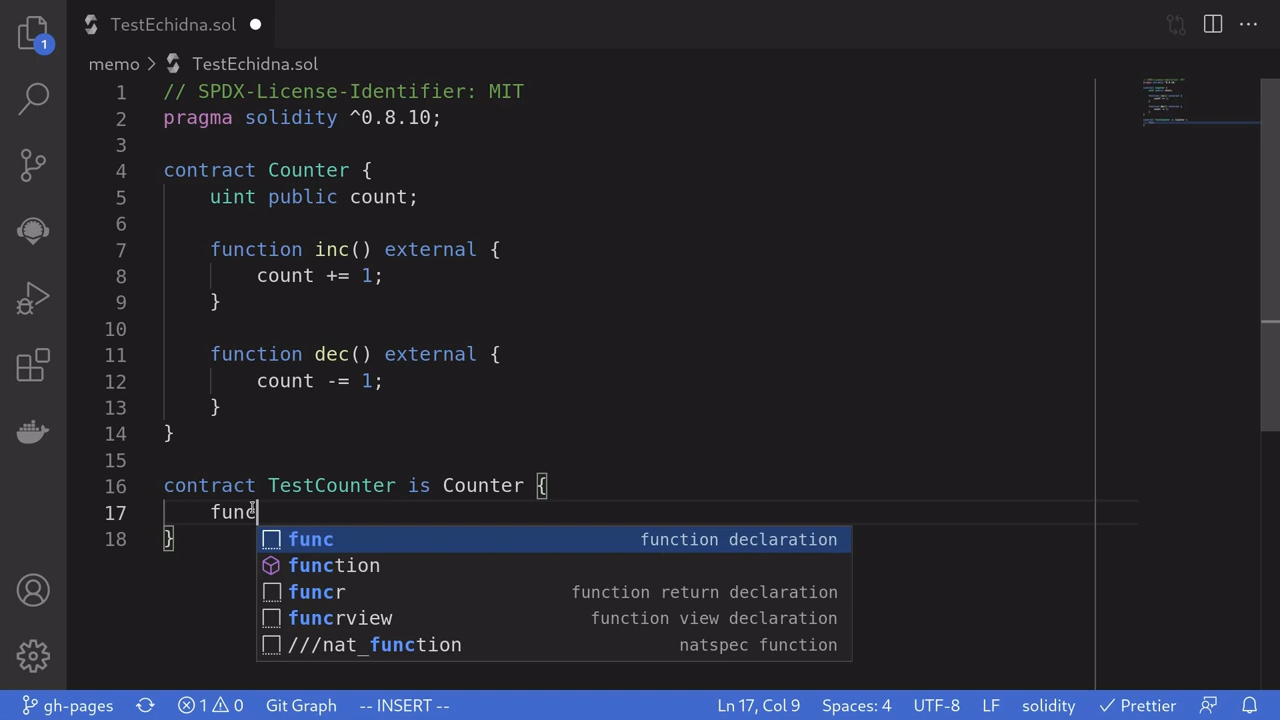 TestEchidna.sol
1
memo > TestEchidna.sol
1 // SPDX-License-Identifier: MIT
2 pragma solidity ^0.8.10;
3
4 contract Counter {
5 uint public count;
6
7 function inc() external {
8 count += 1;
9 }
10
11 function dec() external {
12 count -= 1;
13 }
14 }
15
16 contract TestCounter is Counter {
17 func
18 }
func function declaration
function
funcr function return declaration
funcrview function view declaration
///nat_function natspec function
gh-pages 1 0 Git Graph -- INSERT -- Ln 17, Col 9 Spaces: 4 UTF-8 LF solidity Prettier